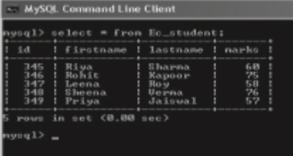 MySQL Command Line Client
mysql> select * from Ec_student;
| id | firstname | lastname | marks |
| 345 | Riya | Sharma | 60 |
| 346 | Rohit | Kapoor | 75 |
| 347 | Leena | Roy | 58 |
| 348 | Sheena | Verma | 76 |
| 349 | Priya | Jaiswal | 57 |
5 rows in set (0.00 sec)
mysql> _